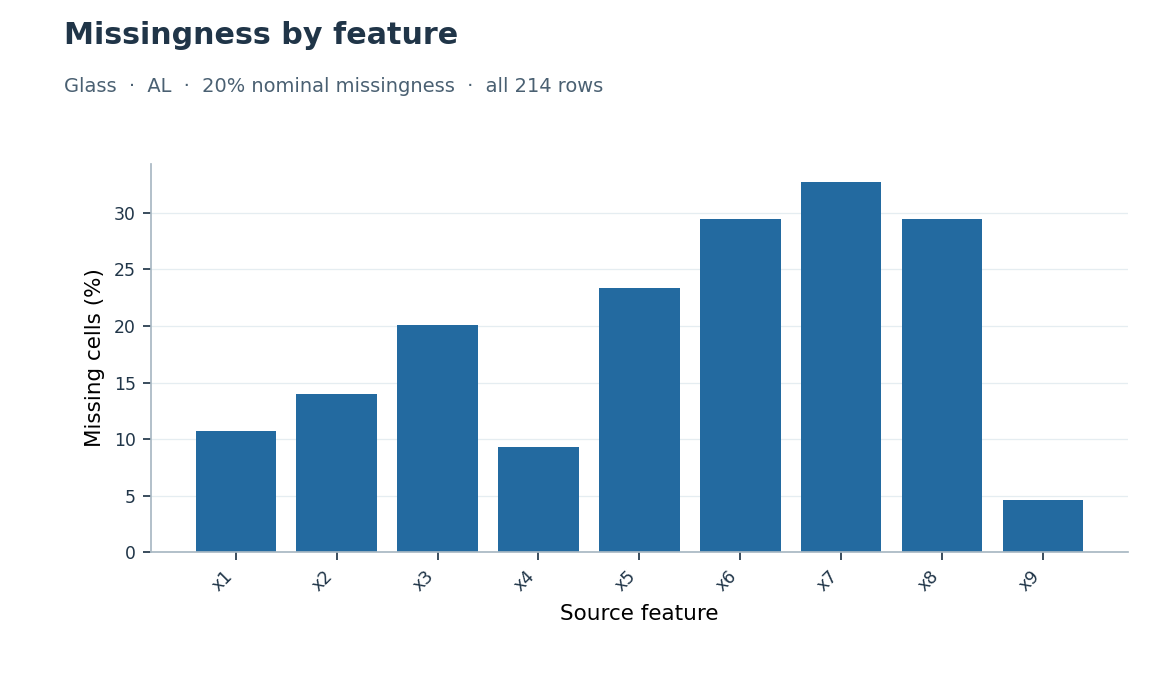 Missingness by feature
Glass · AL · 20% nominal missingness · all 214 rows
Missing cells (%)
30
25
20
15
10
5
0
x1 x2 x3 x4 x5 x6 x7 x8 x9
Source feature